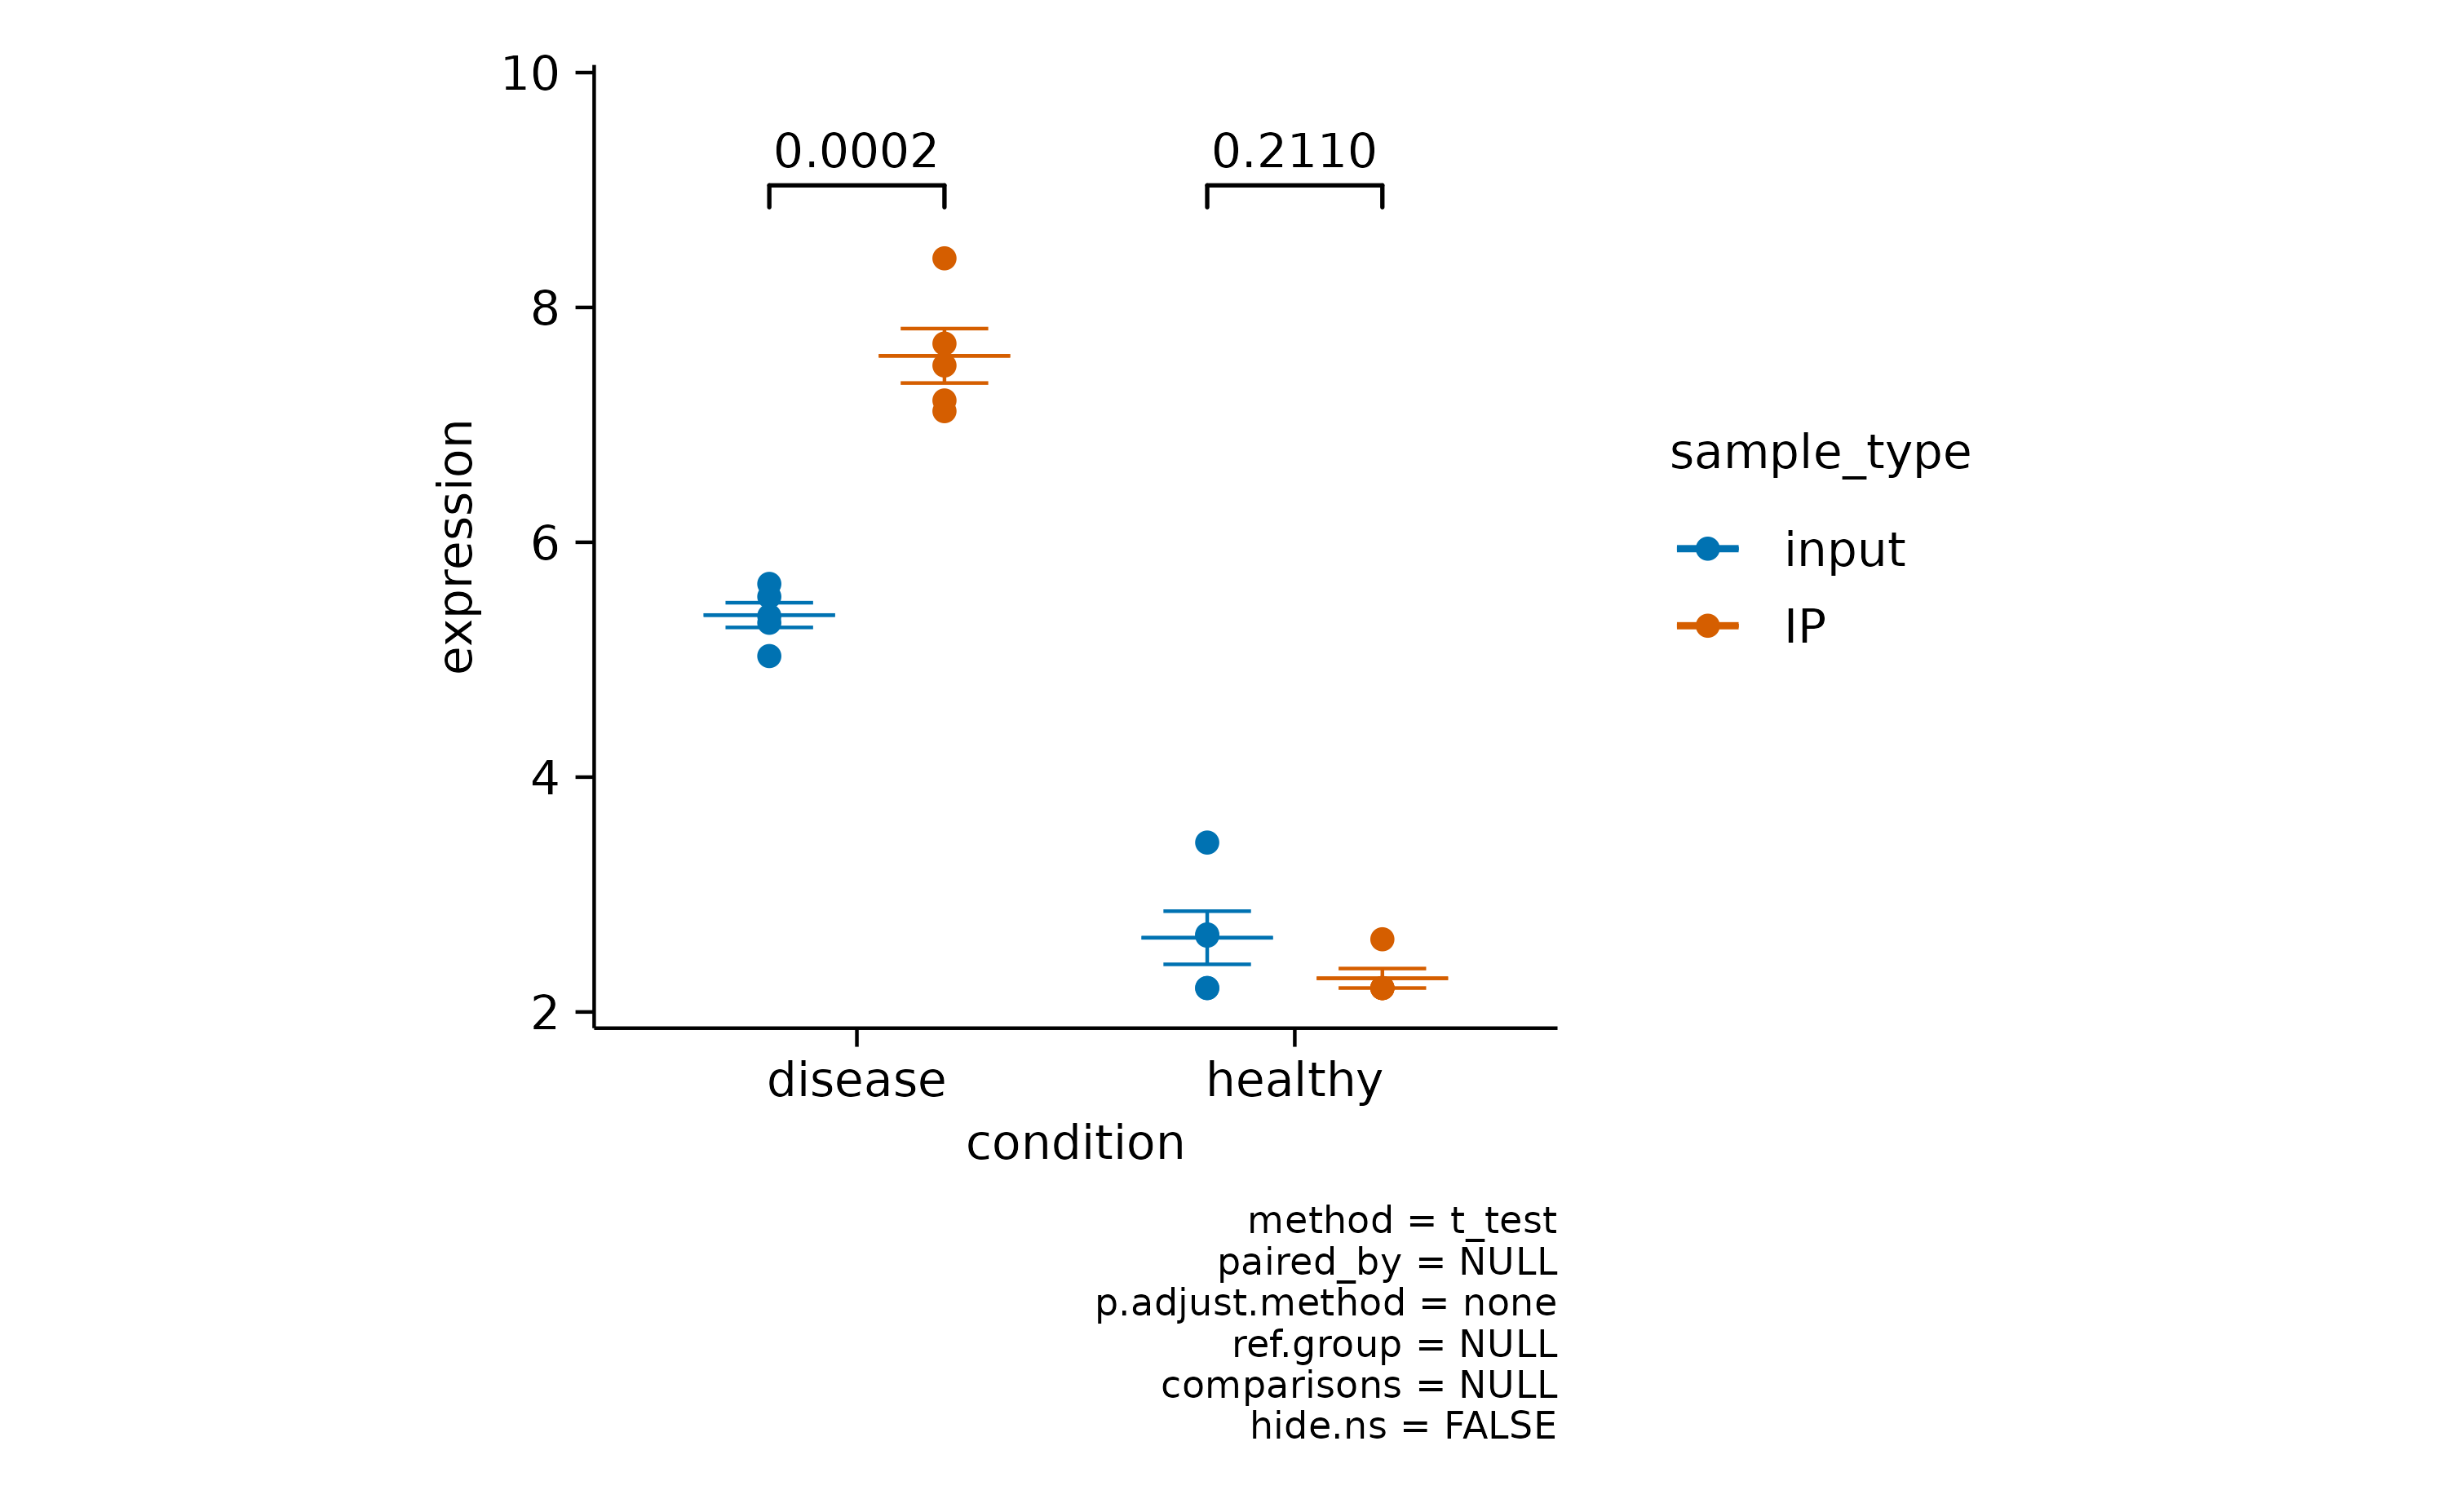 10
8
6
4
2
expression
0.0002
0.2110
disease
healthy
condition
sample_type
input
IP
method = t_test
paired_by = NULL
p.adjust.method = none
ref.group = NULL
comparisons = NULL
hide.ns = FALSE